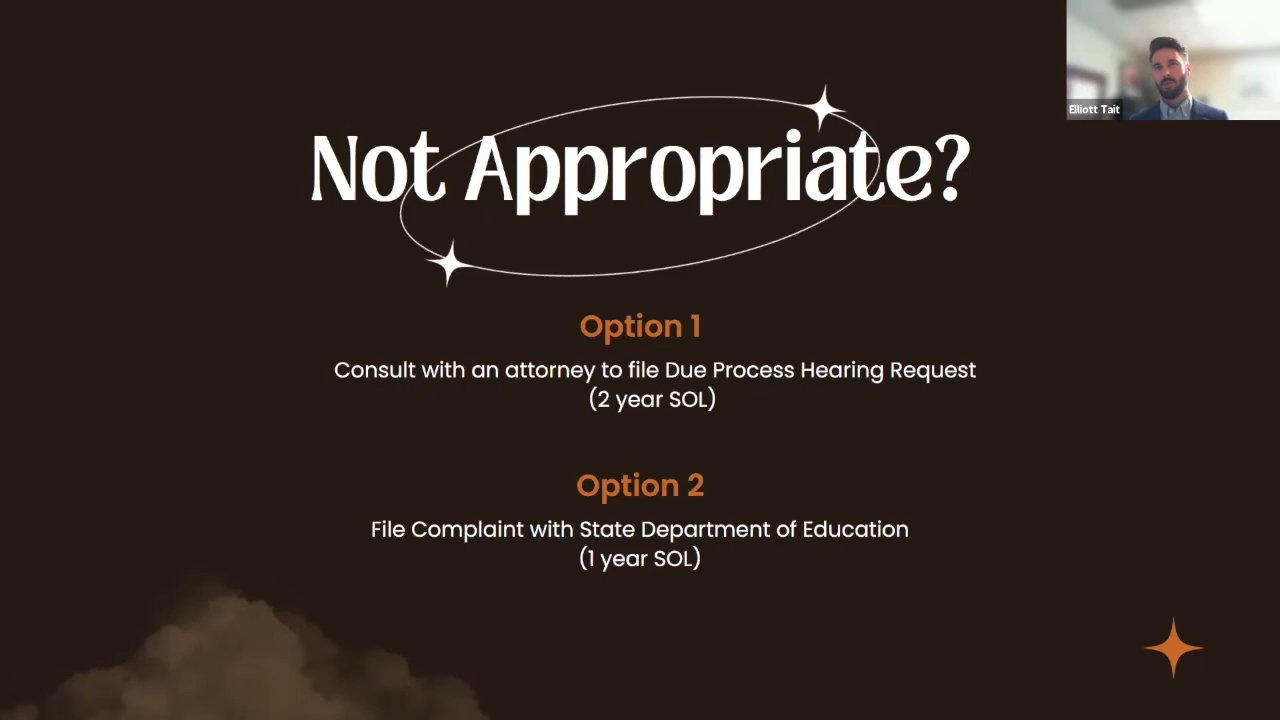 Elliott Tait
Not Appropriate?
Option 1
Consult with an attorney to file Due Process Hearing Request
(2 year SOL)
Option 2
File Complaint with State Department of Education
(1 year SOL)